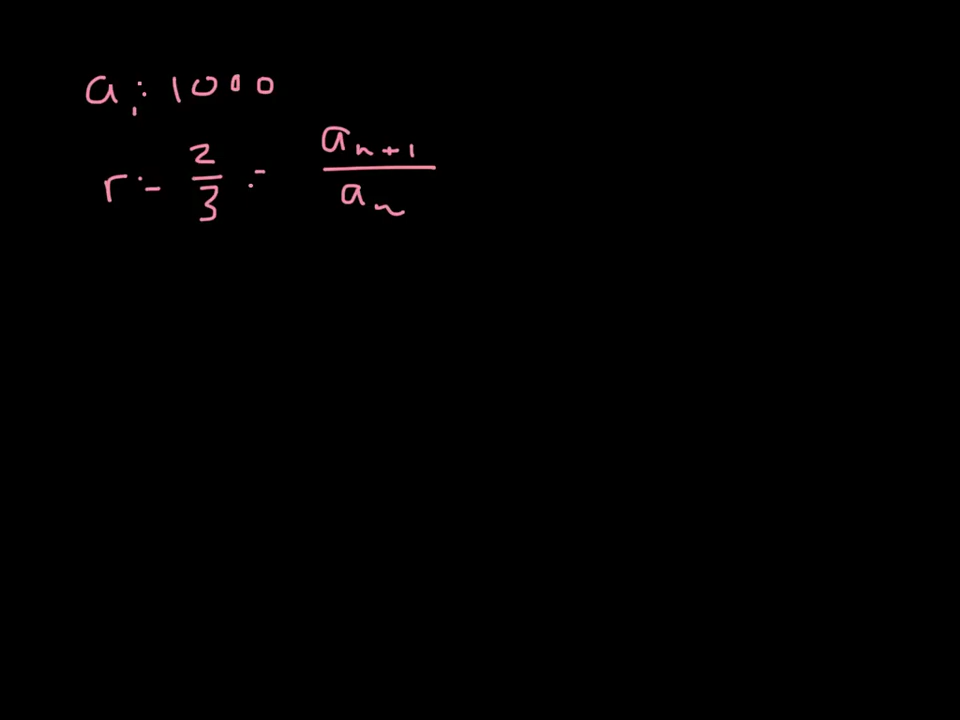 a₁ = 1000
r = 2/3 = aₙ₊₁/aₙ